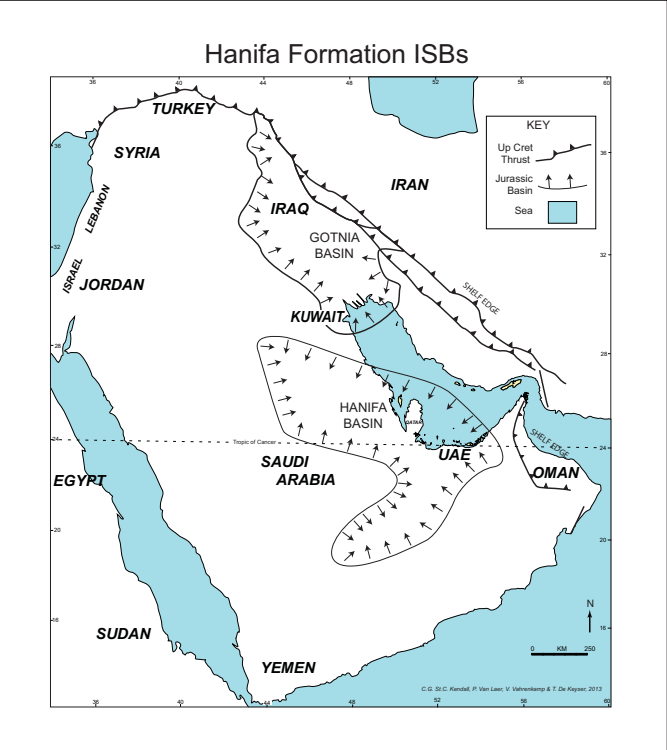 Hanifa Formation ISBs
36
40
44
48
52
56
60
TURKEY
KEY
Up Cret
Thrust
Jurassic
Basin
Sea
36
36
SYRIA
IRAN
LEBANON
IRAQ
GOTNIA
BASIN
32
32
ISRAEL
JORDAN
SHELF EDGE
KUWAIT
28
28
HANIFA
BASIN
QATAR
24
Tropic of Cancer
24
SHELF EDGE
UAE
SAUDI
ARABIA
EGYPT
OMAN
20
20
N
16
16
SUDAN
0 KM 250
YEMEN
C.G. St.C. Kendall, P. Van Laer, V. Vahrenkamp & T. De Keyser, 2013
36
40
44
48
52
56
60